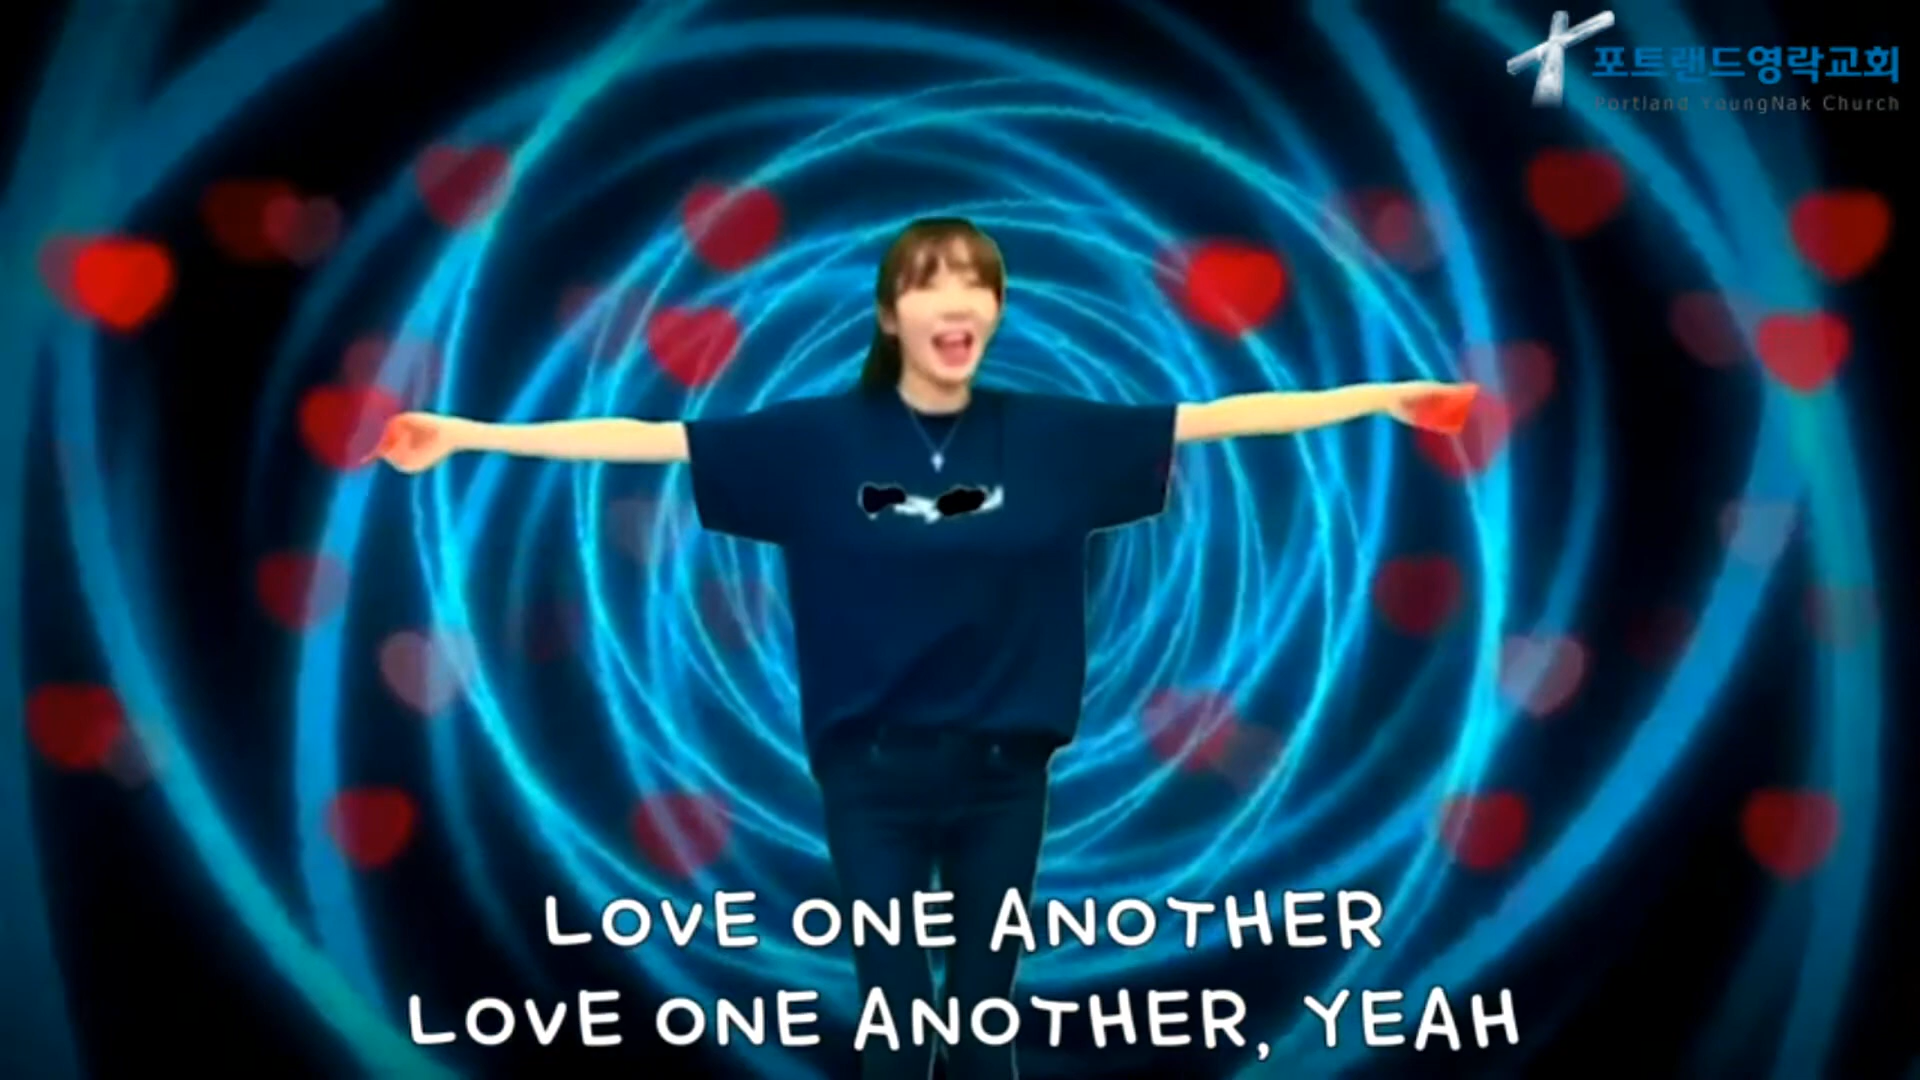 포트랜드영락교회
Portland YoungNak Church
LOVE ONE ANOTHER
LOVE ONE ANOTHER, YEAH